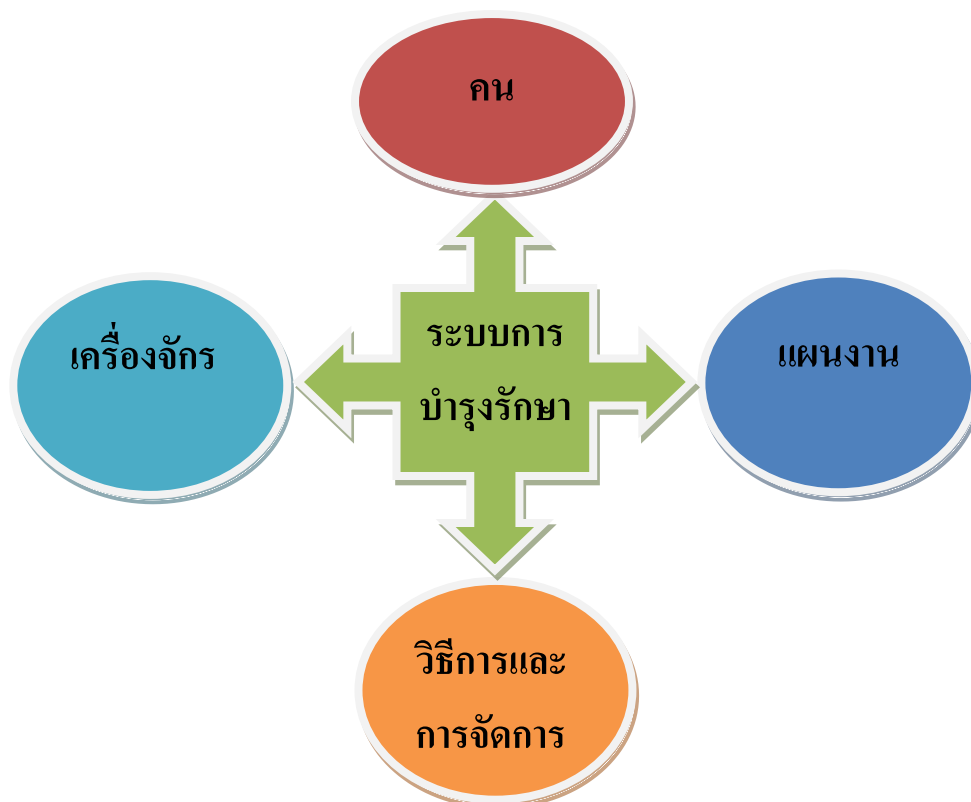 คน
เครื่องจักร
ระบบการ
บำรุงรักษา
แผนงาน
วิธีการและ
การจัดการ